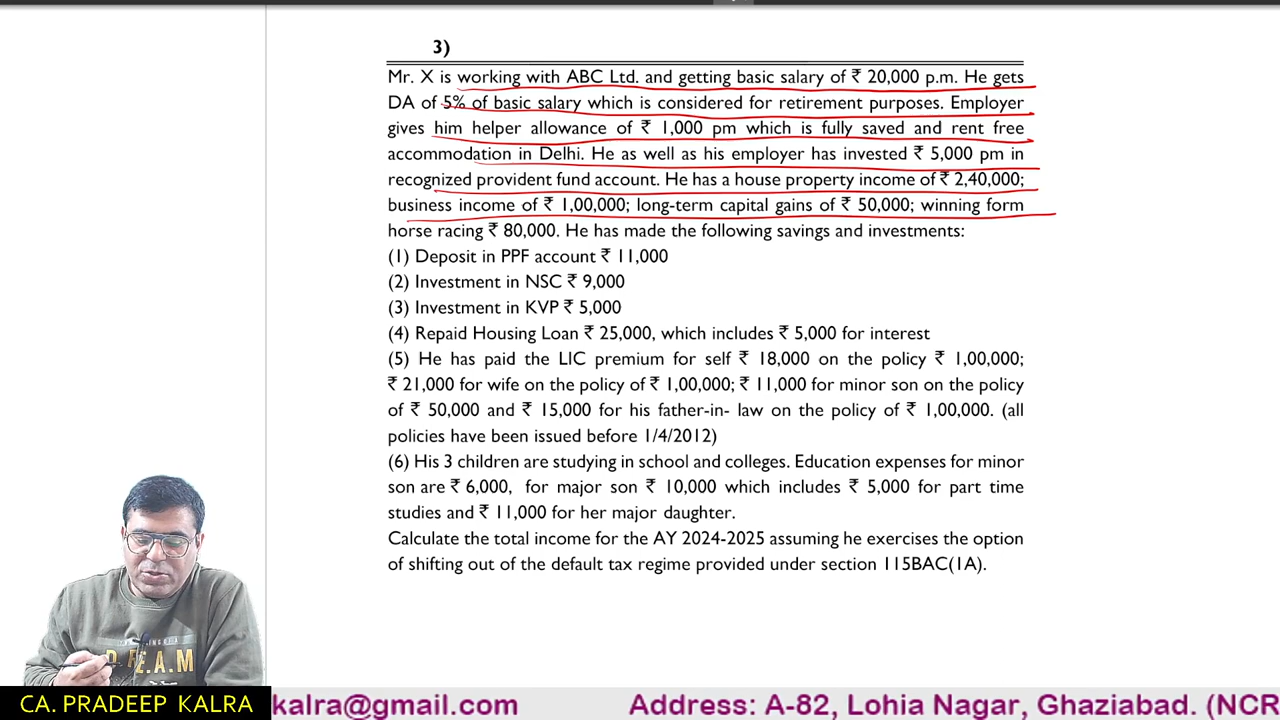 3)
Mr. X is working with ABC Ltd. and getting basic salary of ₹ 20,000 p.m. He gets
DA of 5% of basic salary which is considered for retirement purposes. Employer
gives him helper allowance of ₹ 1,000 pm which is fully saved and rent free
accommodation in Delhi. He as well as his employer has invested ₹ 5,000 pm in
recognized provident fund account. He has a house property income of ₹ 2,40,000;
business income of ₹ 1,00,000; long-term capital gains of ₹ 50,000; winning form
horse racing ₹ 80,000. He has made the following savings and investments:
(1) Deposit in PPF account ₹ 11,000
(2) Investment in NSC ₹ 9,000
(3) Investment in KVP ₹ 5,000
(4) Repaid Housing Loan ₹ 25,000, which includes ₹ 5,000 for interest
(5) He has paid the LIC premium for self ₹ 18,000 on the policy ₹ 1,00,000;
₹ 21,000 for wife on the policy of ₹ 1,00,000; ₹ 11,000 for minor son on the policy
of ₹ 50,000 and ₹ 15,000 for his father-in- law on the policy of ₹ 1,00,000. (all
policies have been issued before 1/4/2012)
(6) His 3 children are studying in school and colleges. Education expenses for minor
son are ₹ 6,000, for major son ₹ 10,000 which includes ₹ 5,000 for part time
studies and ₹ 11,000 for her major daughter.
Calculate the total income for the AY 2024-2025 assuming he exercises the option
of shifting out of the default tax regime provided under section 115BAC(1A).
CA. PRADEEP KALRA
kalra@gmail.com Address: A-82, Lohia Nagar, Ghaziabad. (NCR